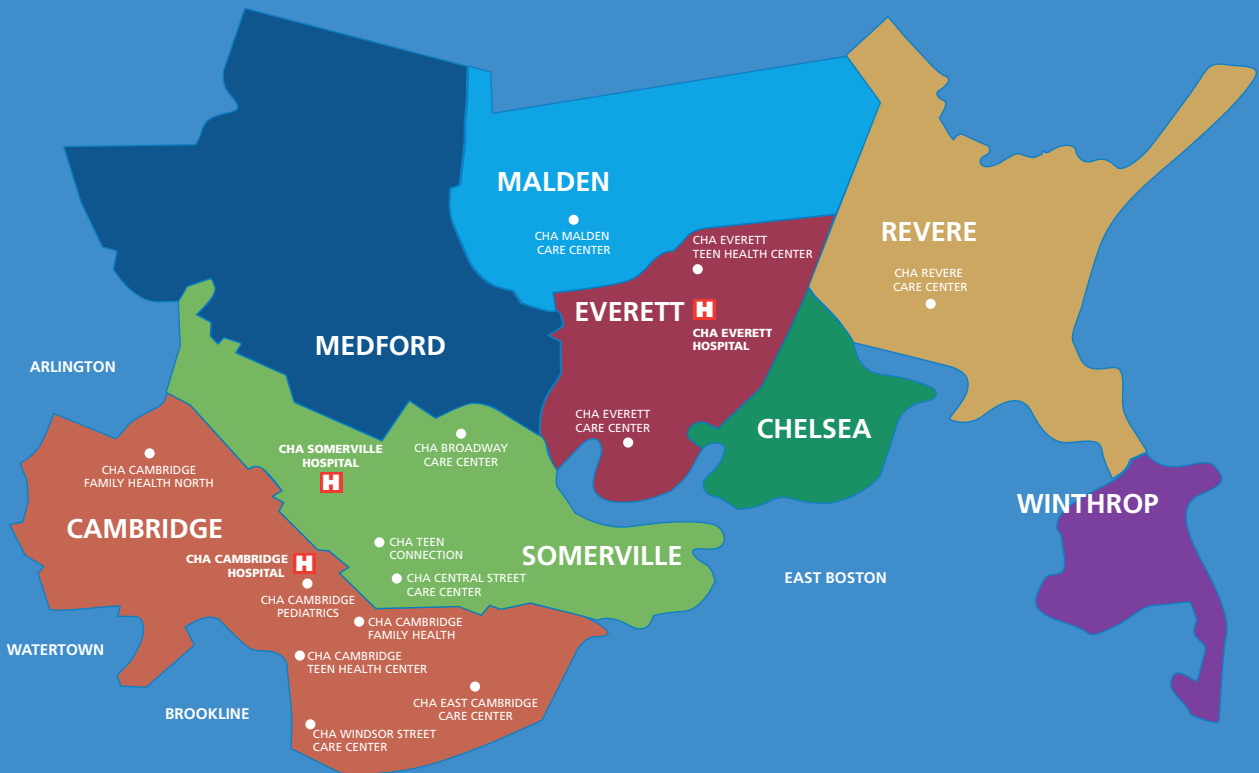 MALDEN
CHA MALDEN
CARE CENTER
REVERE
CHA REVERE
CARE CENTER
CHA EVERETT
TEEN HEALTH CENTER
EVERETT
H
CHA EVERETT
HOSPITAL
MEDFORD
ARLINGTON
CHA EVERETT
CARE CENTER
CHELSEA
CHA SOMERVILLE
HOSPITAL
H
CHA BROADWAY
CARE CENTER
CHA CAMBRIDGE
FAMILY HEALTH NORTH
WINTHROP
CAMBRIDGE
CHA TEEN
CONNECTION
SOMERVILLE
CHA CAMBRIDGE
HOSPITAL
H
CHA CENTRAL STREET
CARE CENTER
EAST BOSTON
CHA CAMBRIDGE
PEDIATRICS
CHA CAMBRIDGE
FAMILY HEALTH
WATERTOWN
CHA CAMBRIDGE
TEEN HEALTH CENTER
CHA EAST CAMBRIDGE
CARE CENTER
BROOKLINE
CHA WINDSOR STREET
CARE CENTER